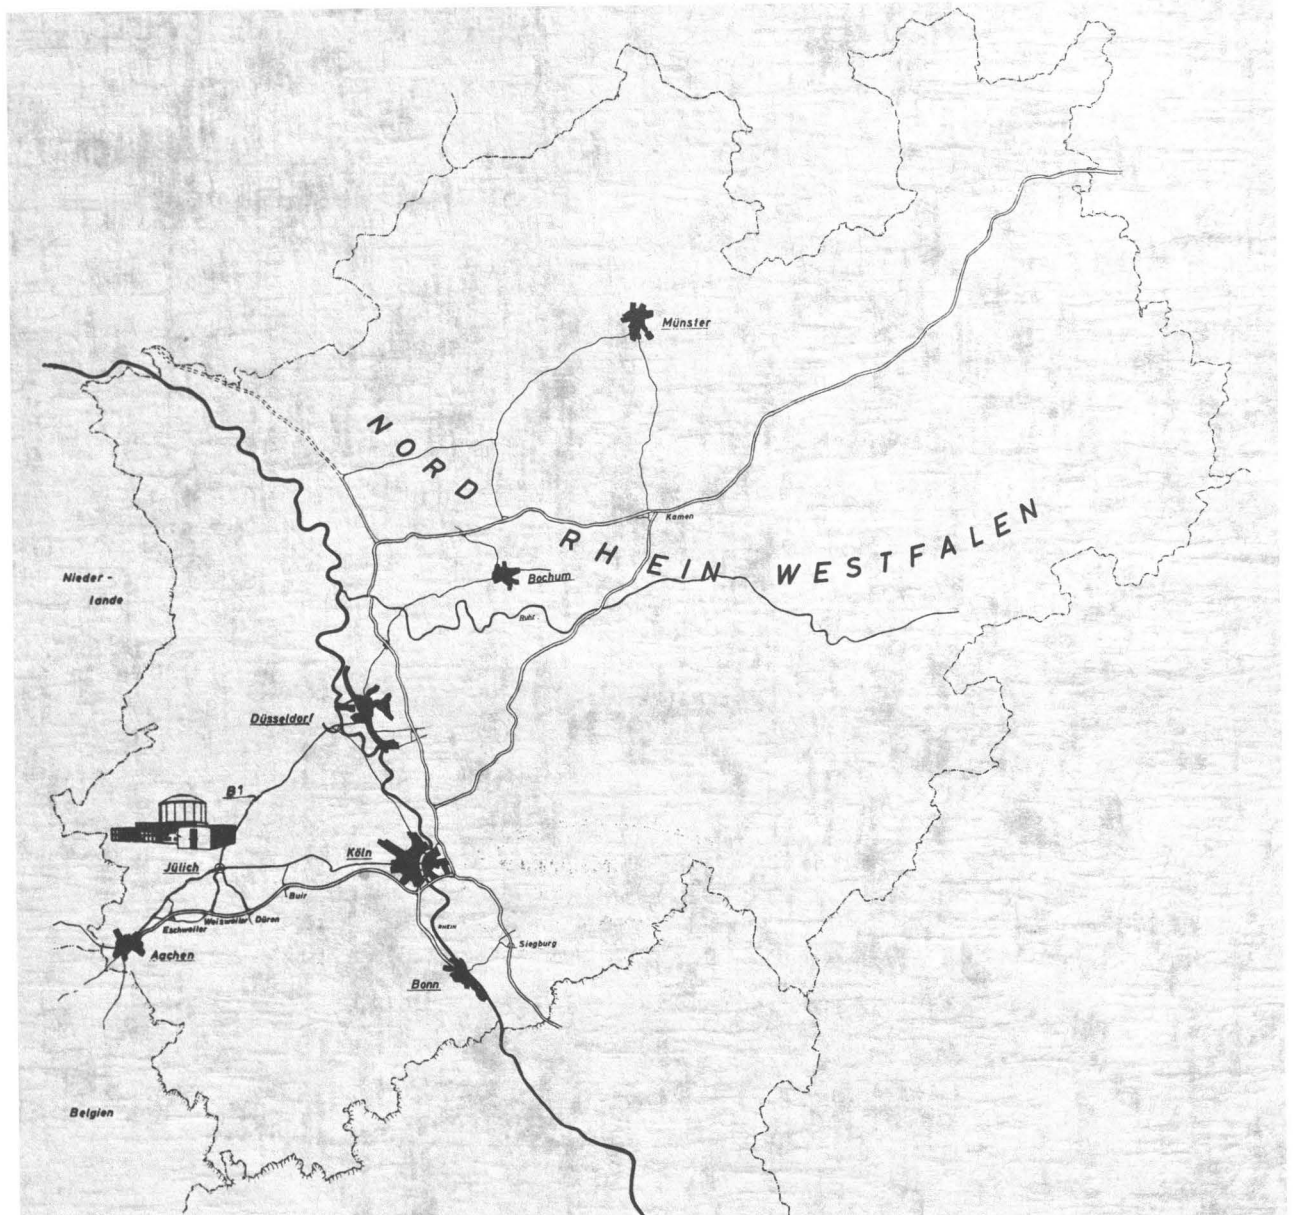 Münster
NORD
RHEIN WESTFALEN
Kamen
Nieder -
lande
Bochum
Ruhr
Düsseldorf
B1
Köln
Jülich
Buir
Weisweiler
Düren
Eschweiler
RHEIN
Siegburg
Aachen
Bonn
Belgien